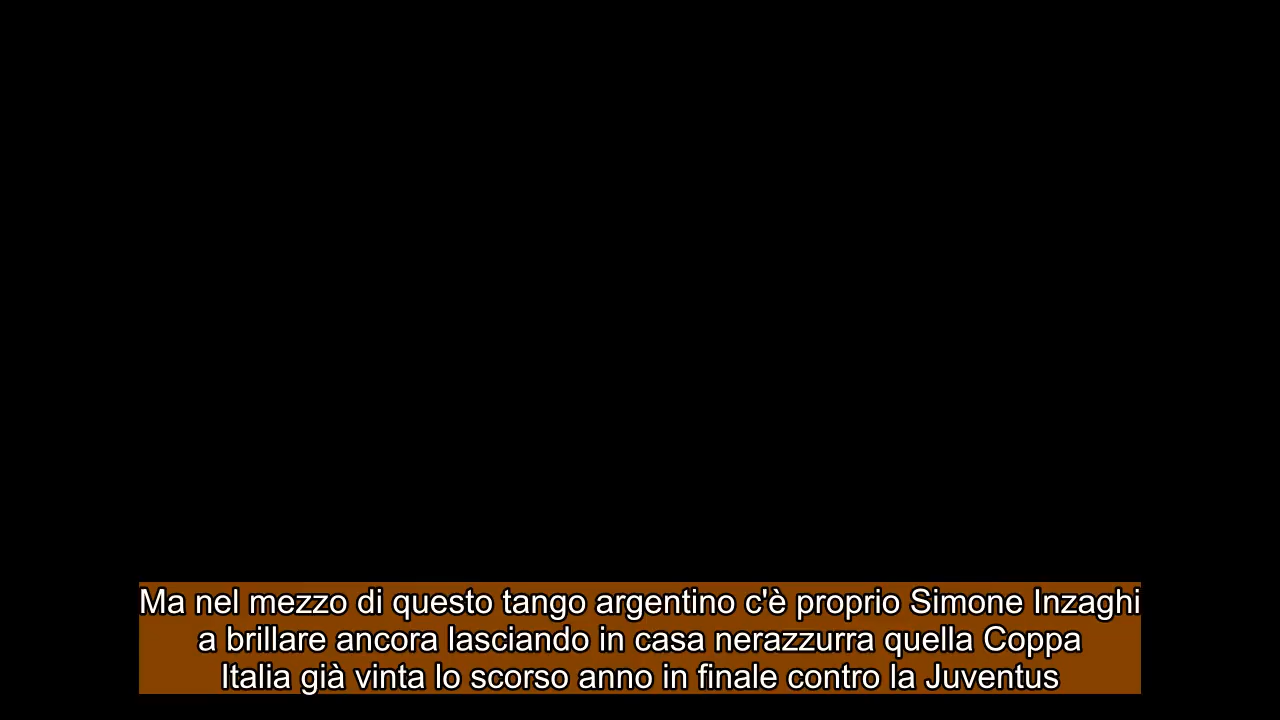 Ma nel mezzo di questo tango argentino c'è proprio Simone Inzaghi
a brillare ancora lasciando in casa nerazzurra quella Coppa
Italia già vinta lo scorso anno in finale contro la Juventus